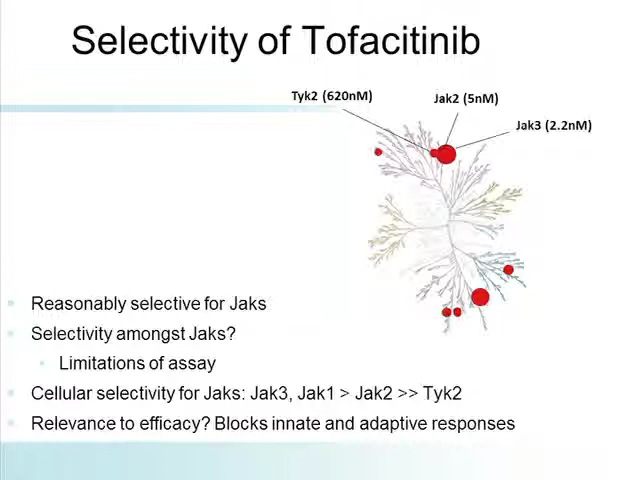 Selectivity of Tofacitinib
Tyk2 (620nM)
Jak2 (5nM)
Jak3 (2.2nM)
Reasonably selective for Jaks
Selectivity amongst Jaks?
Limitations of assay
Cellular selectivity for Jaks: Jak3, Jak1 > Jak2 >> Tyk2
Relevance to efficacy? Blocks innate and adaptive responses